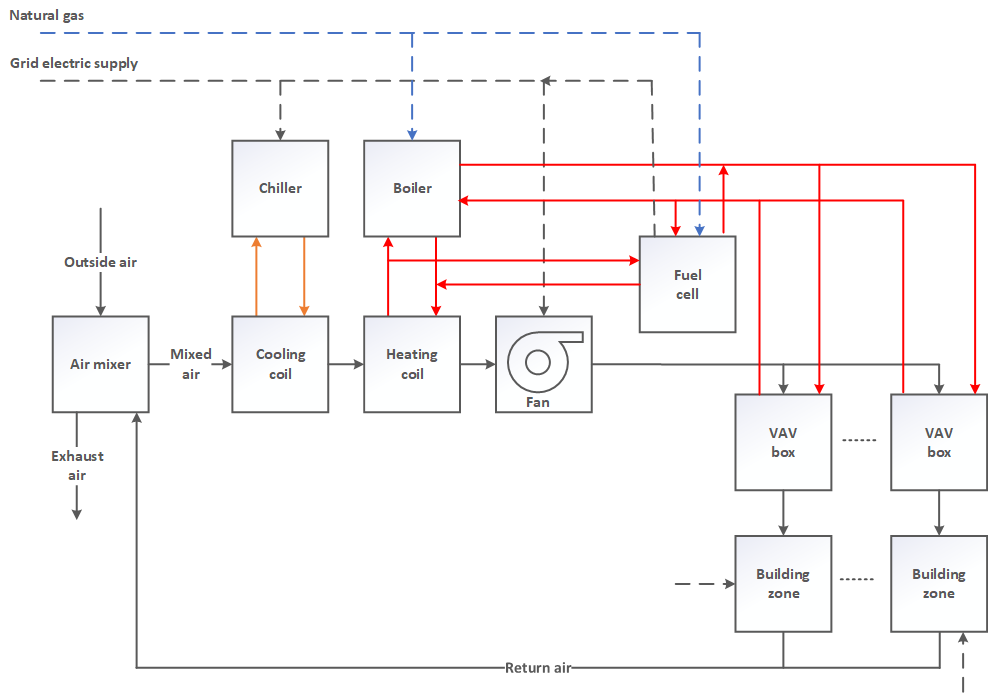 Natural gas
Grid electric supply
Chiller
Boiler
Outside air
Fuel
cell
Air mixer
Mixed
air
Cooling
coil
Heating
coil
Fan
Exhaust
air
VAV
box
VAV
box
Building
zone
Building
zone
Return air